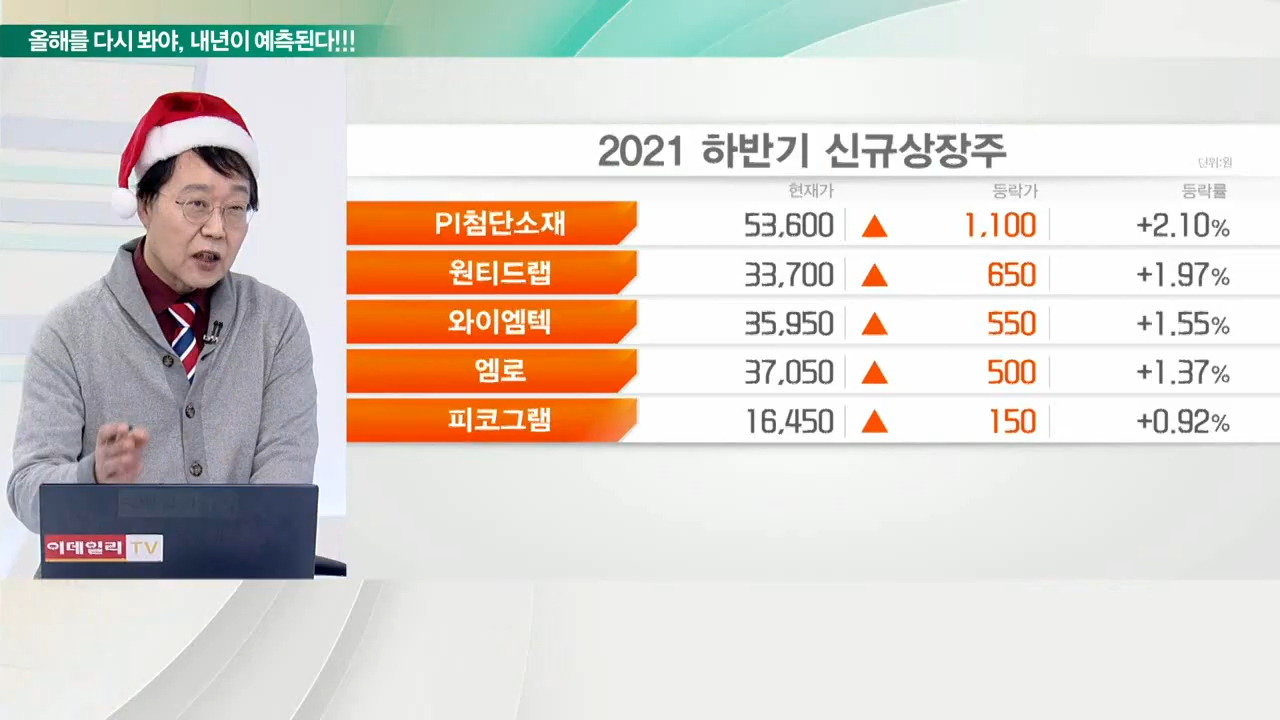 올해를 다시 봐야, 내년이 예측된다!!!
2021 하반기 신규상장주
단위:원
현재가 등락가 등락률
PI첨단소재 53,600 ▲ 1,100 +2.10%
원티드랩 33,700 ▲ 650 +1.97%
와이엠텍 35,950 ▲ 550 +1.55%
엠로 37,050 ▲ 500 +1.37%
피코그램 16,450 ▲ 150 +0.92%
이데일리 TV